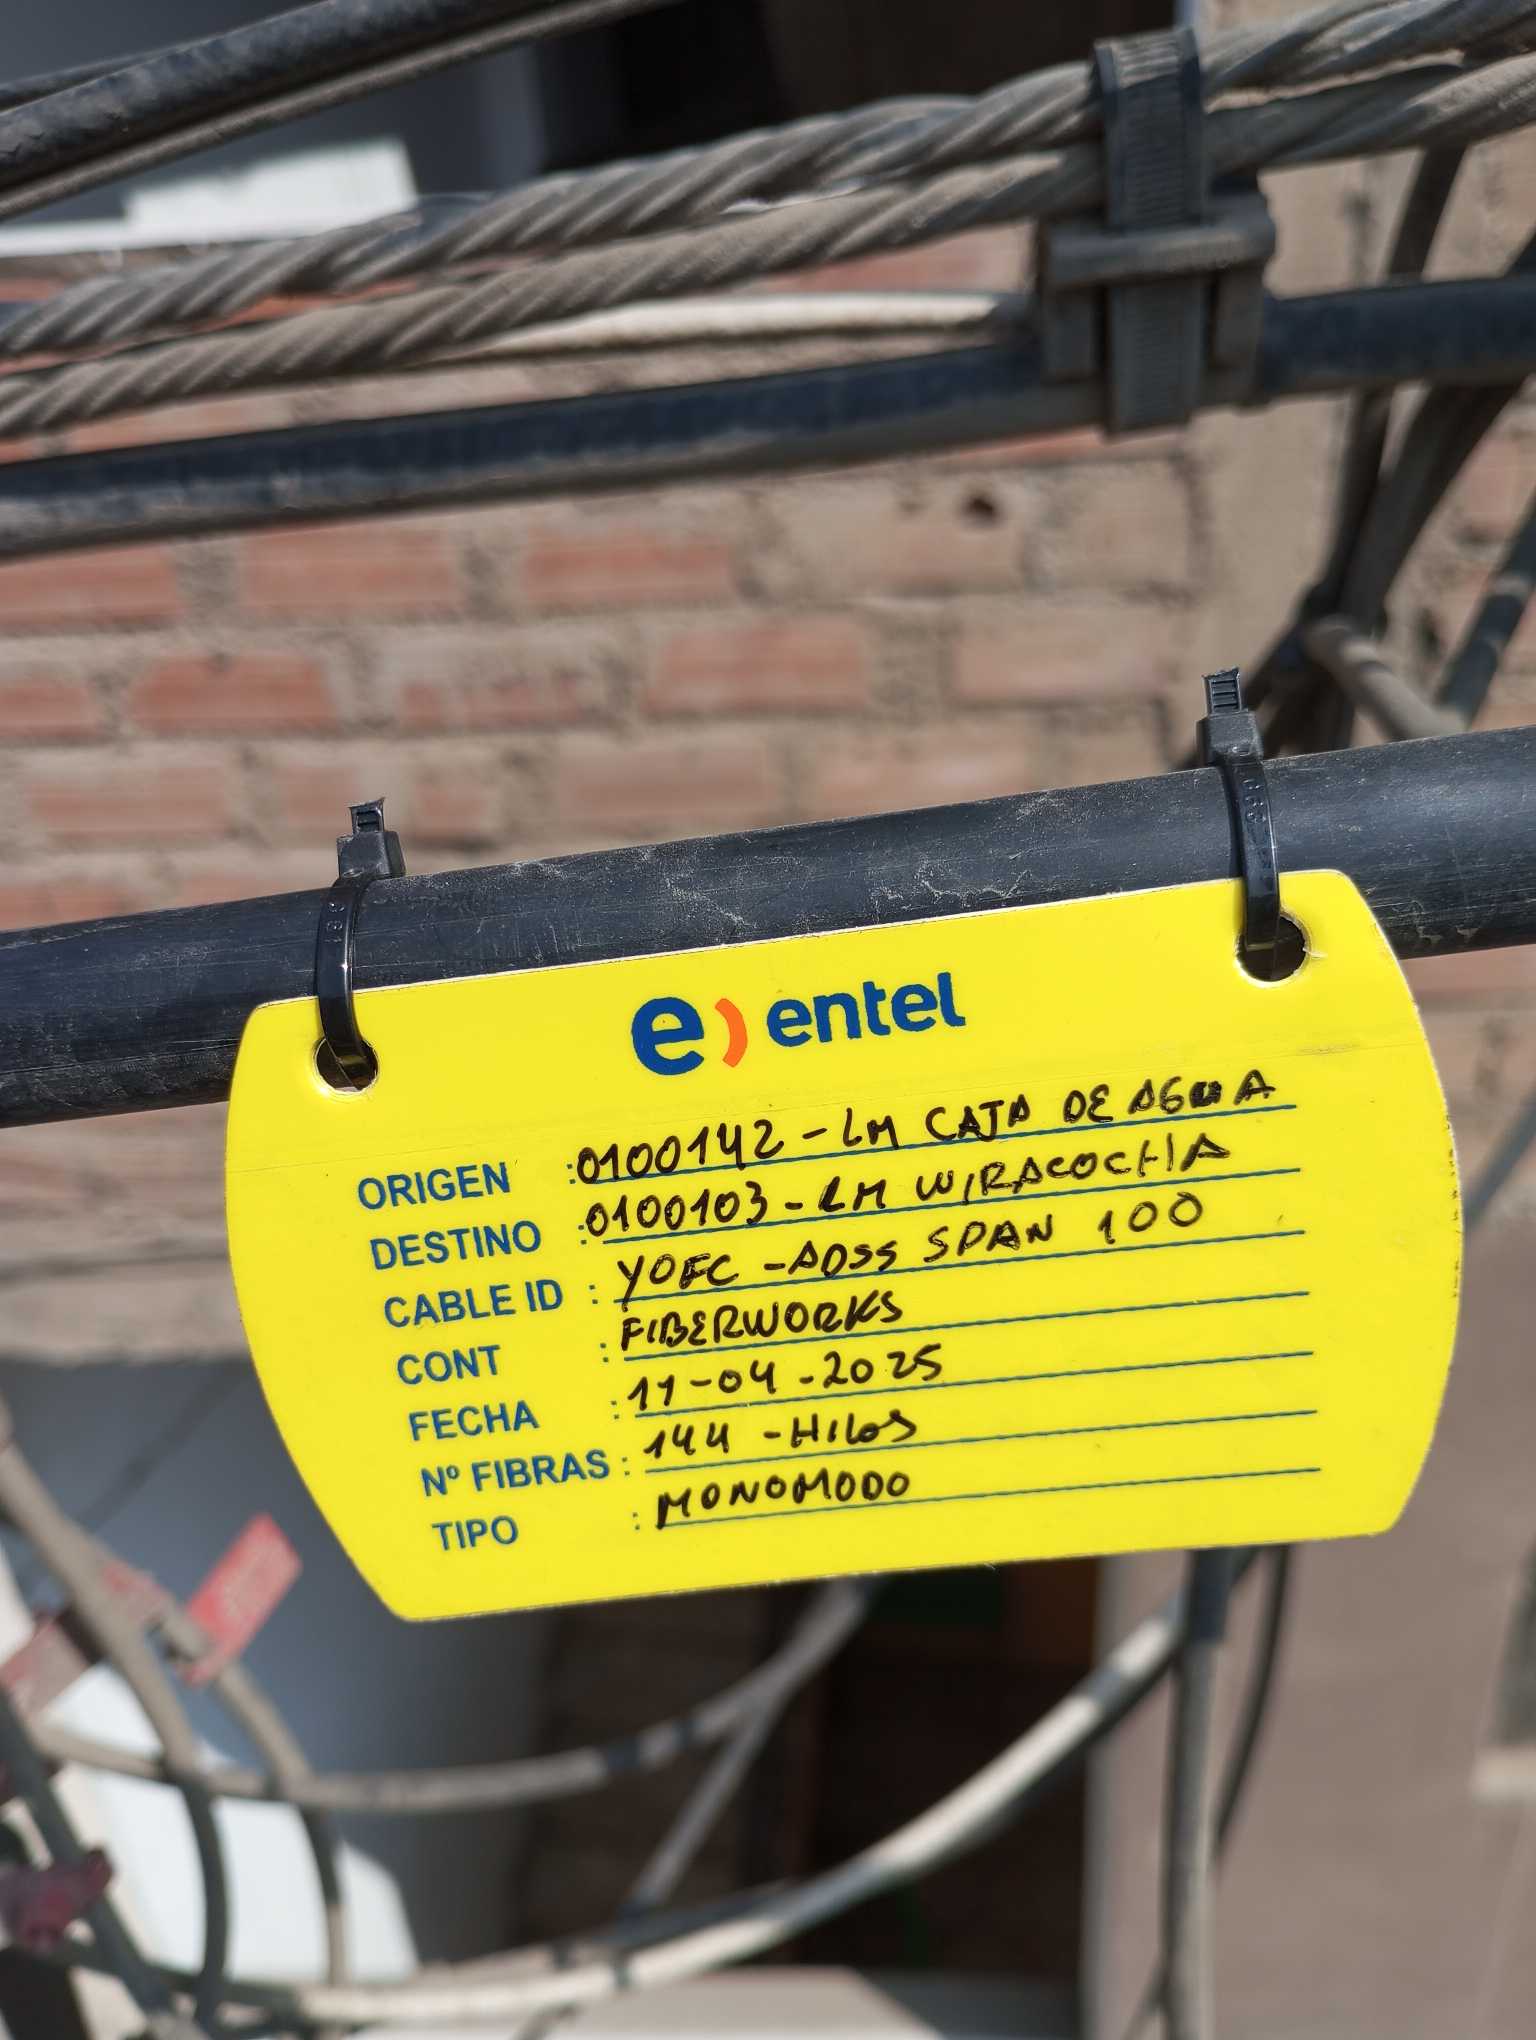 e) entel
ORIGEN : 0100142 - LM CAJA DE AGUA
DESTINO : 0100103 - LM WIRACOCHA
CABLE ID : YOFC - ADSS SPAN 100
CONT : FIBERWORKS
FECHA : 11-04-2025
Nº FIBRAS : 144 - HILOS
TIPO : MONOMODO